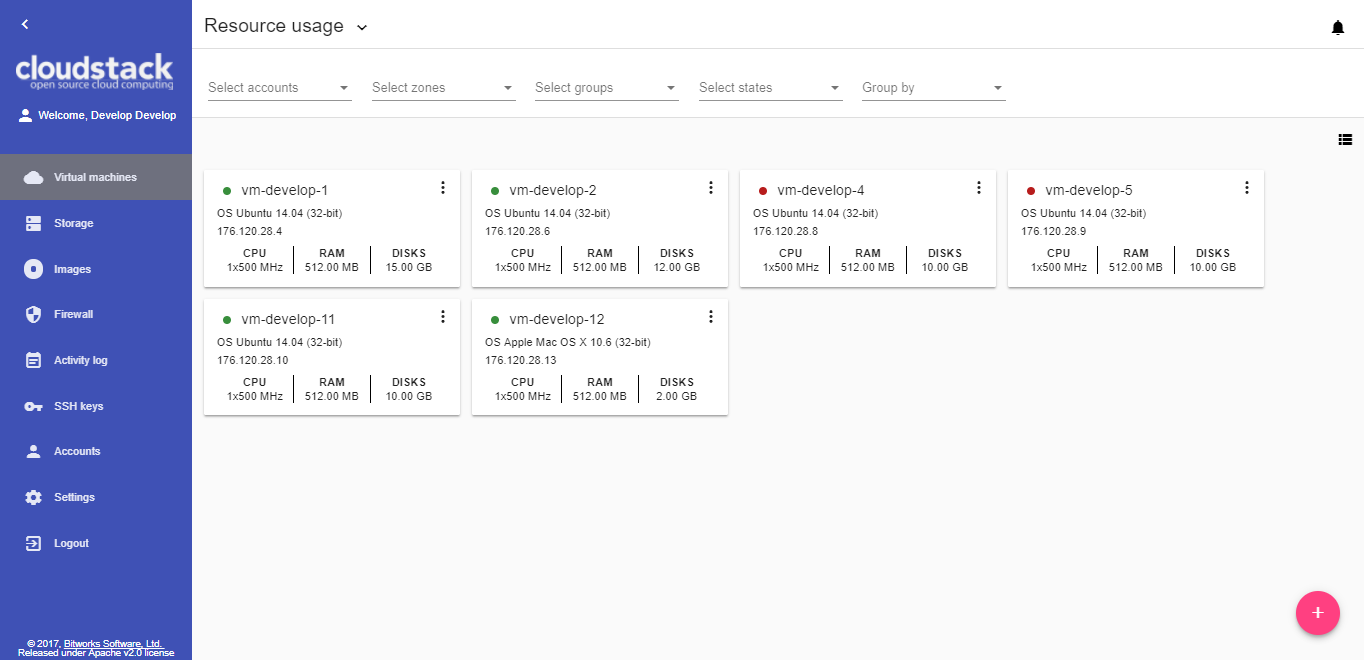 Resource usage
cloudstack
open source cloud computing
Welcome, Develop Develop
Virtual machines
Storage
Images
Firewall
Activity log
SSH keys
Accounts
Settings
Logout
© 2017, Bitworks Software, Ltd.
Released under Apache v2.0 license
Select accounts Select zones Select groups Select states Group by
vm-develop-1
OS Ubuntu 14.04 (32-bit)
176.120.28.4
CPU RAM DISKS
1x500 MHz 512.00 MB 15.00 GB
vm-develop-2
OS Ubuntu 14.04 (32-bit)
176.120.28.6
CPU RAM DISKS
1x500 MHz 512.00 MB 12.00 GB
vm-develop-4
OS Ubuntu 14.04 (32-bit)
176.120.28.8
CPU RAM DISKS
1x500 MHz 512.00 MB 10.00 GB
vm-develop-5
OS Ubuntu 14.04 (32-bit)
176.120.28.9
CPU RAM DISKS
1x500 MHz 512.00 MB 10.00 GB
vm-develop-11
OS Ubuntu 14.04 (32-bit)
176.120.28.10
CPU RAM DISKS
1x500 MHz 512.00 MB 10.00 GB
vm-develop-12
OS Apple Mac OS X 10.6 (32-bit)
176.120.28.13
CPU RAM DISKS
1x500 MHz 512.00 MB 2.00 GB
+